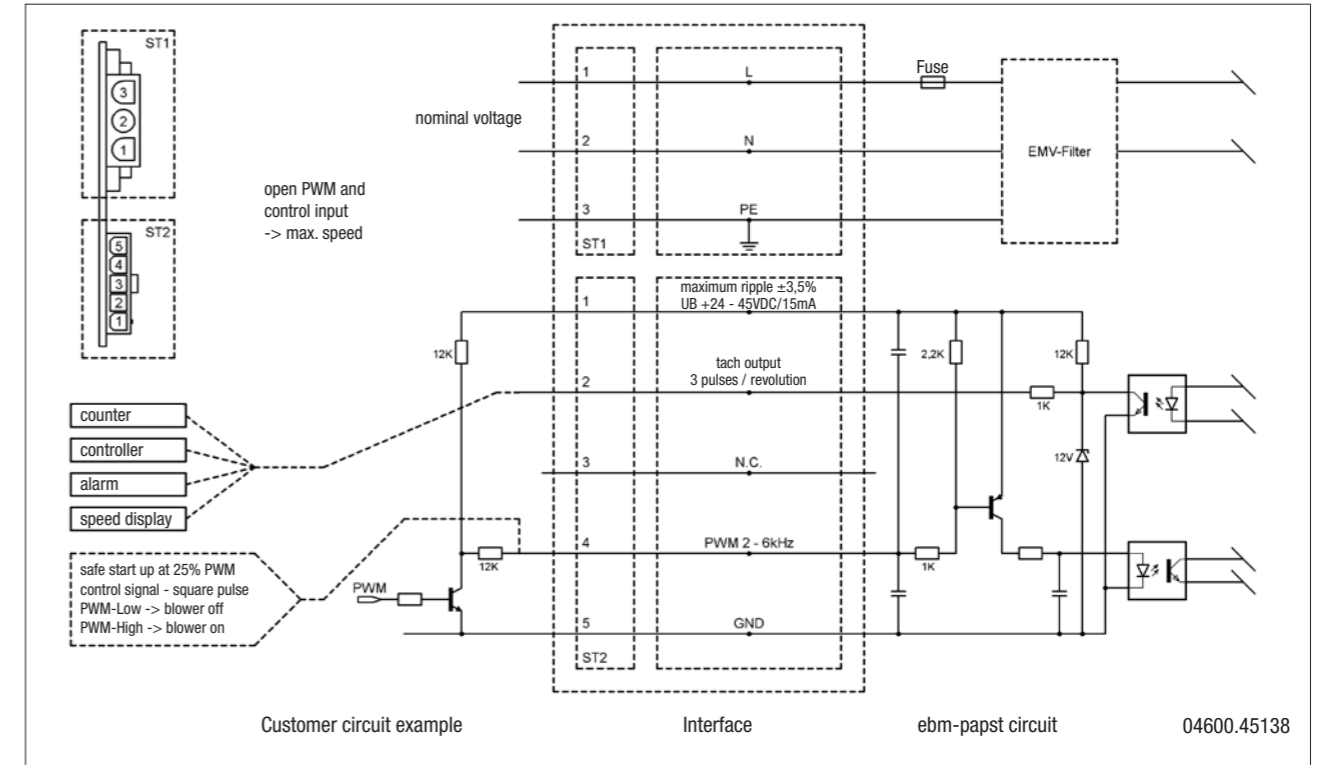 ST1
3
2
1
ST2
5
4
3
2
1
open PWM and
control input
-> max. speed
nominal voltage
1
L
Fuse
2
N
EMV-Filter
3
PE
ST1
maximum ripple ±3,5%
1
UB +24 - 45VDC/15mA
12K
2,2K
12K
tach output
3 pulses / revolution
2
1K
counter
controller
alarm
speed display
3
N.C.
12V
safe start up at 25% PWM
control signal - square pulse
PWM-Low -> blower off
PWM-High -> blower on
PWM
12K
4
PWM 2 - 6kHz
1K
5
GND
ST2
Customer circuit example
Interface
ebm-papst circuit
04600.45138